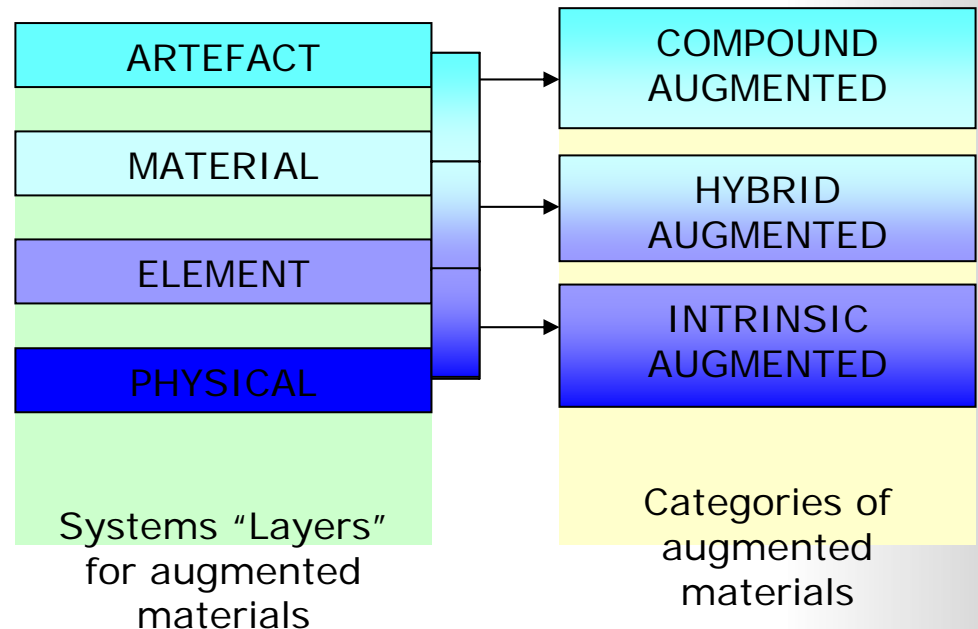 ARTEFACT
MATERIAL
ELEMENT
PHYSICAL
Systems "Layers"
for augmented
materials
COMPOUND
AUGMENTED
HYBRID
AUGMENTED
INTRINSIC
AUGMENTED
Categories of
augmented
materials